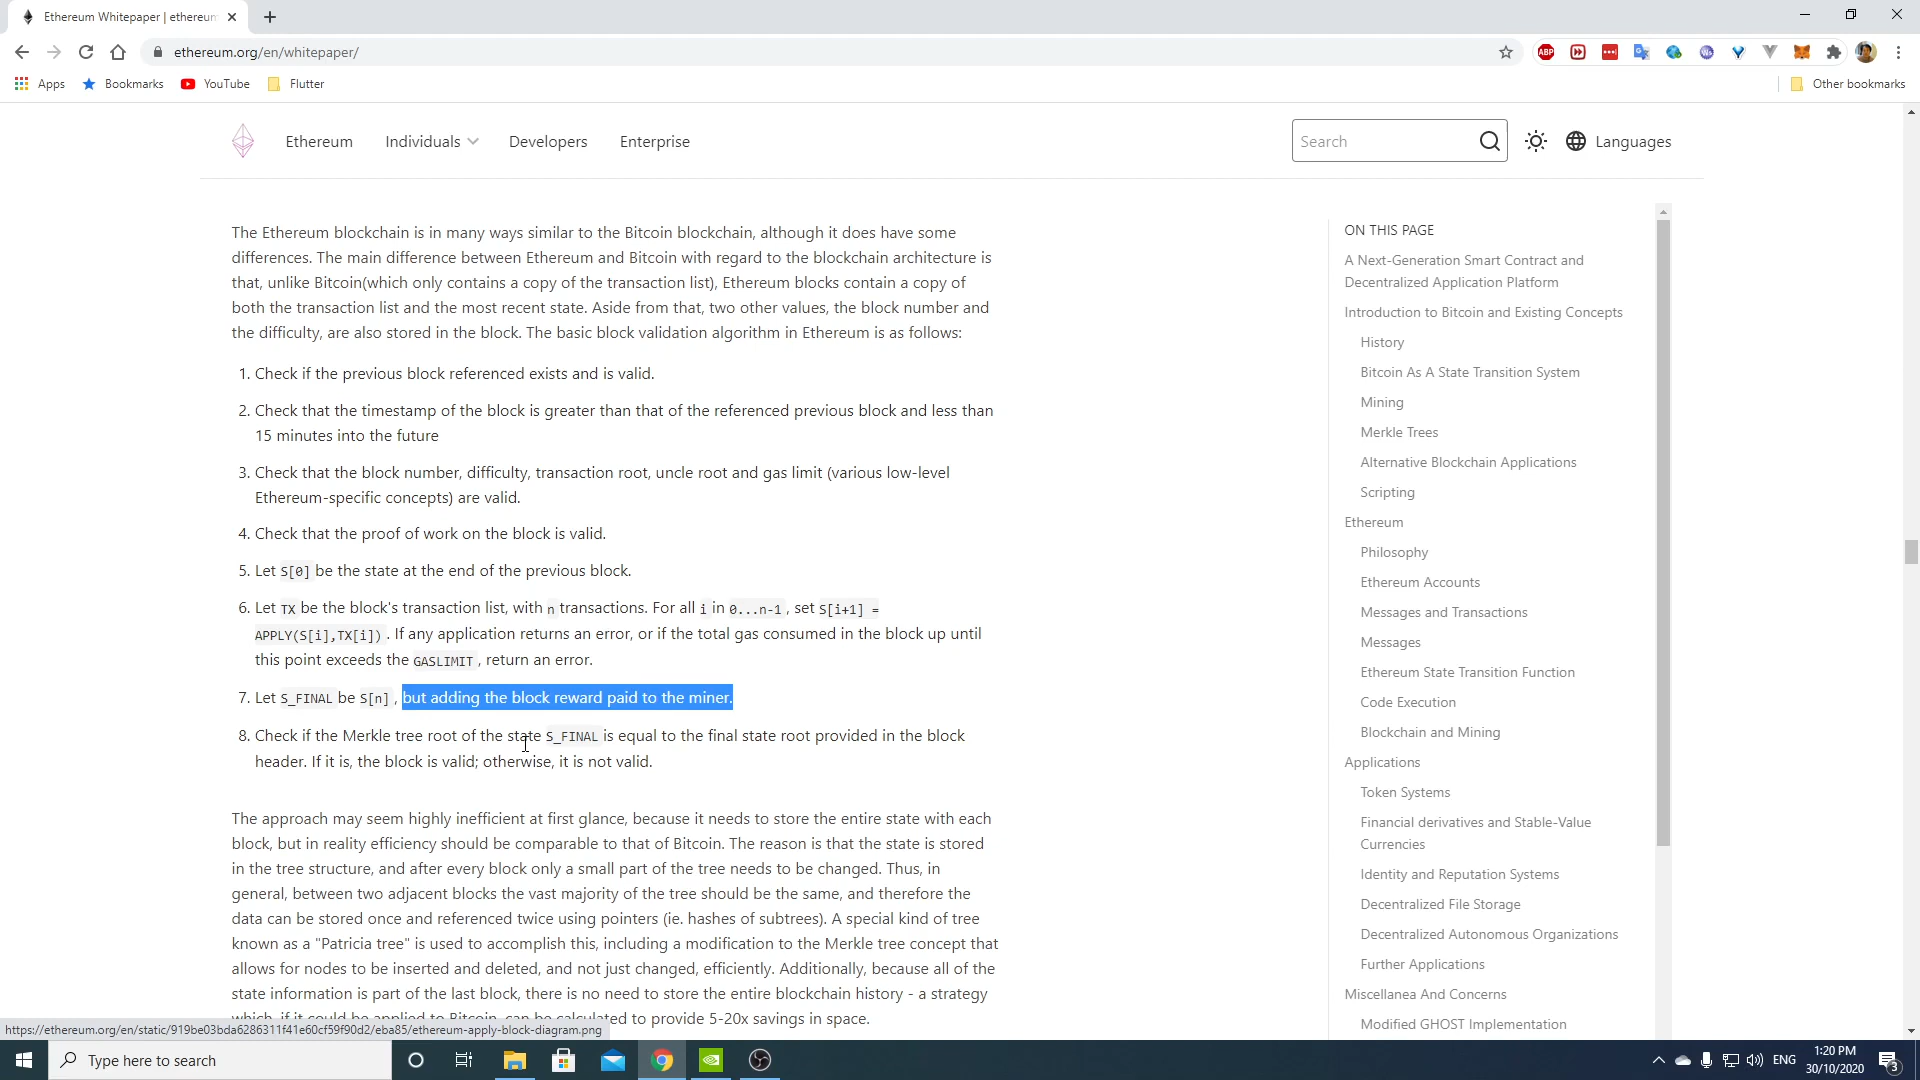 Ethereum Whitepaper | ethereum
ethereum.org/en/whitepaper/
ABP
Apps
Bookmarks
YouTube
Flutter
Other bookmarks
Ethereum
Individuals
Developers
Enterprise
Search
Languages
The Ethereum blockchain is in many ways similar to the Bitcoin blockchain, although it does have some
differences. The main difference between Ethereum and Bitcoin with regard to the blockchain architecture is
that, unlike Bitcoin(which only contains a copy of the transaction list), Ethereum blocks contain a copy of
both the transaction list and the most recent state. Aside from that, two other values, the block number and
the difficulty, are also stored in the block. The basic block validation algorithm in Ethereum is as follows:
1. Check if the previous block referenced exists and is valid.
2. Check that the timestamp of the block is greater than that of the referenced previous block and less than
15 minutes into the future
3. Check that the block number, difficulty, transaction root, uncle root and gas limit (various low-level
Ethereum-specific concepts) are valid.
4. Check that the proof of work on the block is valid.
5. Let S[0] be the state at the end of the previous block.
6. Let TX be the block's transaction list, with n transactions. For all i in 0...n-1 , set S[i+1] =
APPLY(S[i],TX[i]) . If any application returns an error, or if the total gas consumed in the block up until
this point exceeds the GASLIMIT , return an error.
7. Let S_FINAL be S[n] , but adding the block reward paid to the miner.
8. Check if the Merkle tree root of the state S_FINAL is equal to the final state root provided in the block
header. If it is, the block is valid; otherwise, it is not valid.
The approach may seem highly inefficient at first glance, because it needs to store the entire state with each
block, but in reality efficiency should be comparable to that of Bitcoin. The reason is that the state is stored
in the tree structure, and after every block only a small part of the tree needs to be changed. Thus, in
general, between two adjacent blocks the vast majority of the tree should be the same, and therefore the
data can be stored once and referenced twice using pointers (ie. hashes of subtrees). A special kind of tree
known as a "Patricia tree" is used to accomplish this, including a modification to the Merkle tree concept that
allows for nodes to be inserted and deleted, and not just changed, efficiently. Additionally, because all of the
state information is part of the last block, there is no need to store the entire blockchain history - a strategy
which, if it could be applied to Bitcoin, can be calculated to provide 5-20x savings in space.
ON THIS PAGE
A Next-Generation Smart Contract and
Decentralized Application Platform
Introduction to Bitcoin and Existing Concepts
History
Bitcoin As A State Transition System
Mining
Merkle Trees
Alternative Blockchain Applications
Scripting
Ethereum
Philosophy
Ethereum Accounts
Messages and Transactions
Messages
Ethereum State Transition Function
Code Execution
Blockchain and Mining
Applications
Token Systems
Financial derivatives and Stable-Value
Currencies
Identity and Reputation Systems
Decentralized File Storage
Decentralized Autonomous Organizations
Further Applications
Miscellanea And Concerns
Modified GHOST Implementation
https://ethereum.org/en/static/919be03bda6286311f41e60cf59f90d2/eba85/ethereum-apply-block-diagram.png
Type here to search
ENG
1:20 PM
30/10/2020
3